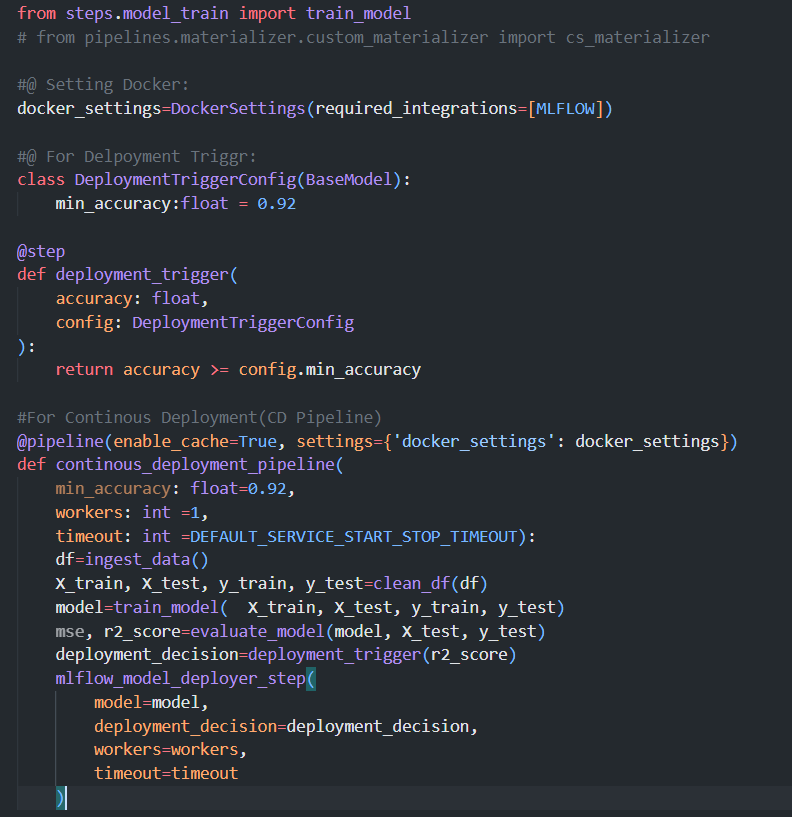 from steps.model_train import train_model
# from pipelines.materializer.custom_materializer import cs_materializer
#@ Setting Docker:
docker_settings=DockerSettings(required_integrations=[MLFLOW])
#@ For Delpoyment Triggr:
class DeploymentTriggerConfig(BaseModel):
    min_accuracy:float = 0.92
@step
def deployment_trigger(
    accuracy: float,
    config: DeploymentTriggerConfig
):
    return accuracy >= config.min_accuracy
#For Continous Deployment(CD Pipeline)
@pipeline(enable_cache=True, settings={'docker_settings': docker_settings})
def continous_deployment_pipeline(
    min_accuracy: float=0.92,
    workers: int =1,
    timeout: int =DEFAULT_SERVICE_START_STOP_TIMEOUT):
    df=ingest_data()
    X_train, X_test, y_train, y_test=clean_df(df)
    model=train_model(  X_train, X_test, y_train, y_test)
    mse, r2_score=evaluate_model(model, X_test, y_test)
    deployment_decision=deployment_trigger(r2_score)
    mlflow_model_deployer_step(
        model=model,
        deployment_decision=deployment_decision,
        workers=workers,
        timeout=timeout
    )